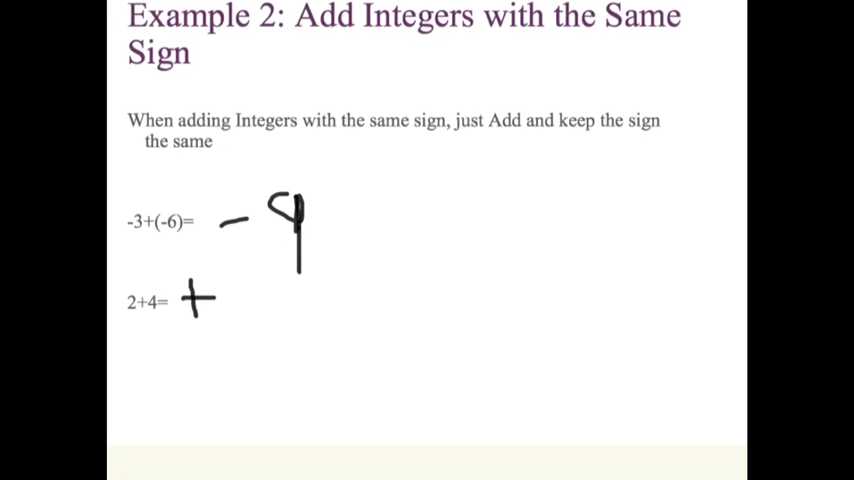 Example 2: Add Integers with the Same
Sign
When adding Integers with the same sign, just Add and keep the sign
the same
-3+(-6)= - 9
2+4= +